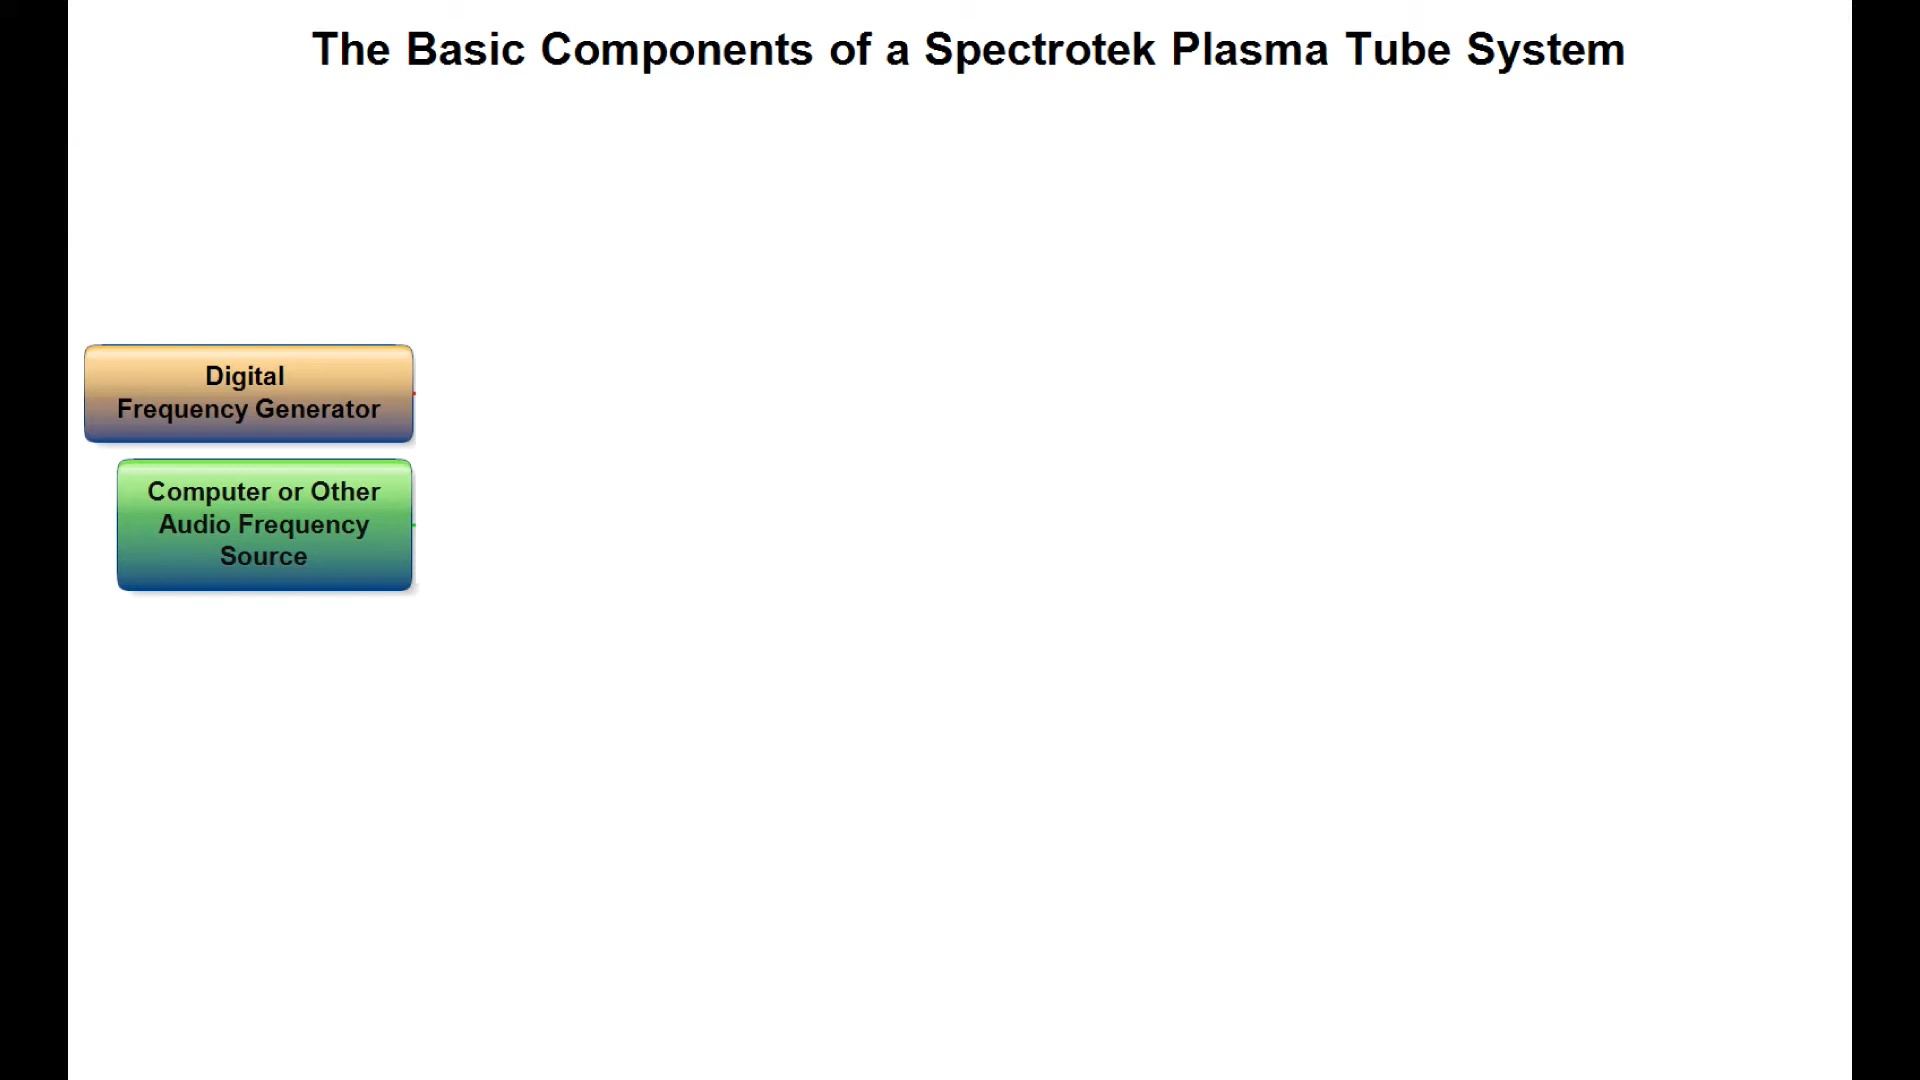 The Basic Components of a Spectrotek Plasma Tube System
Digital
Frequency Generator
Computer or Other
Audio Frequency
Source